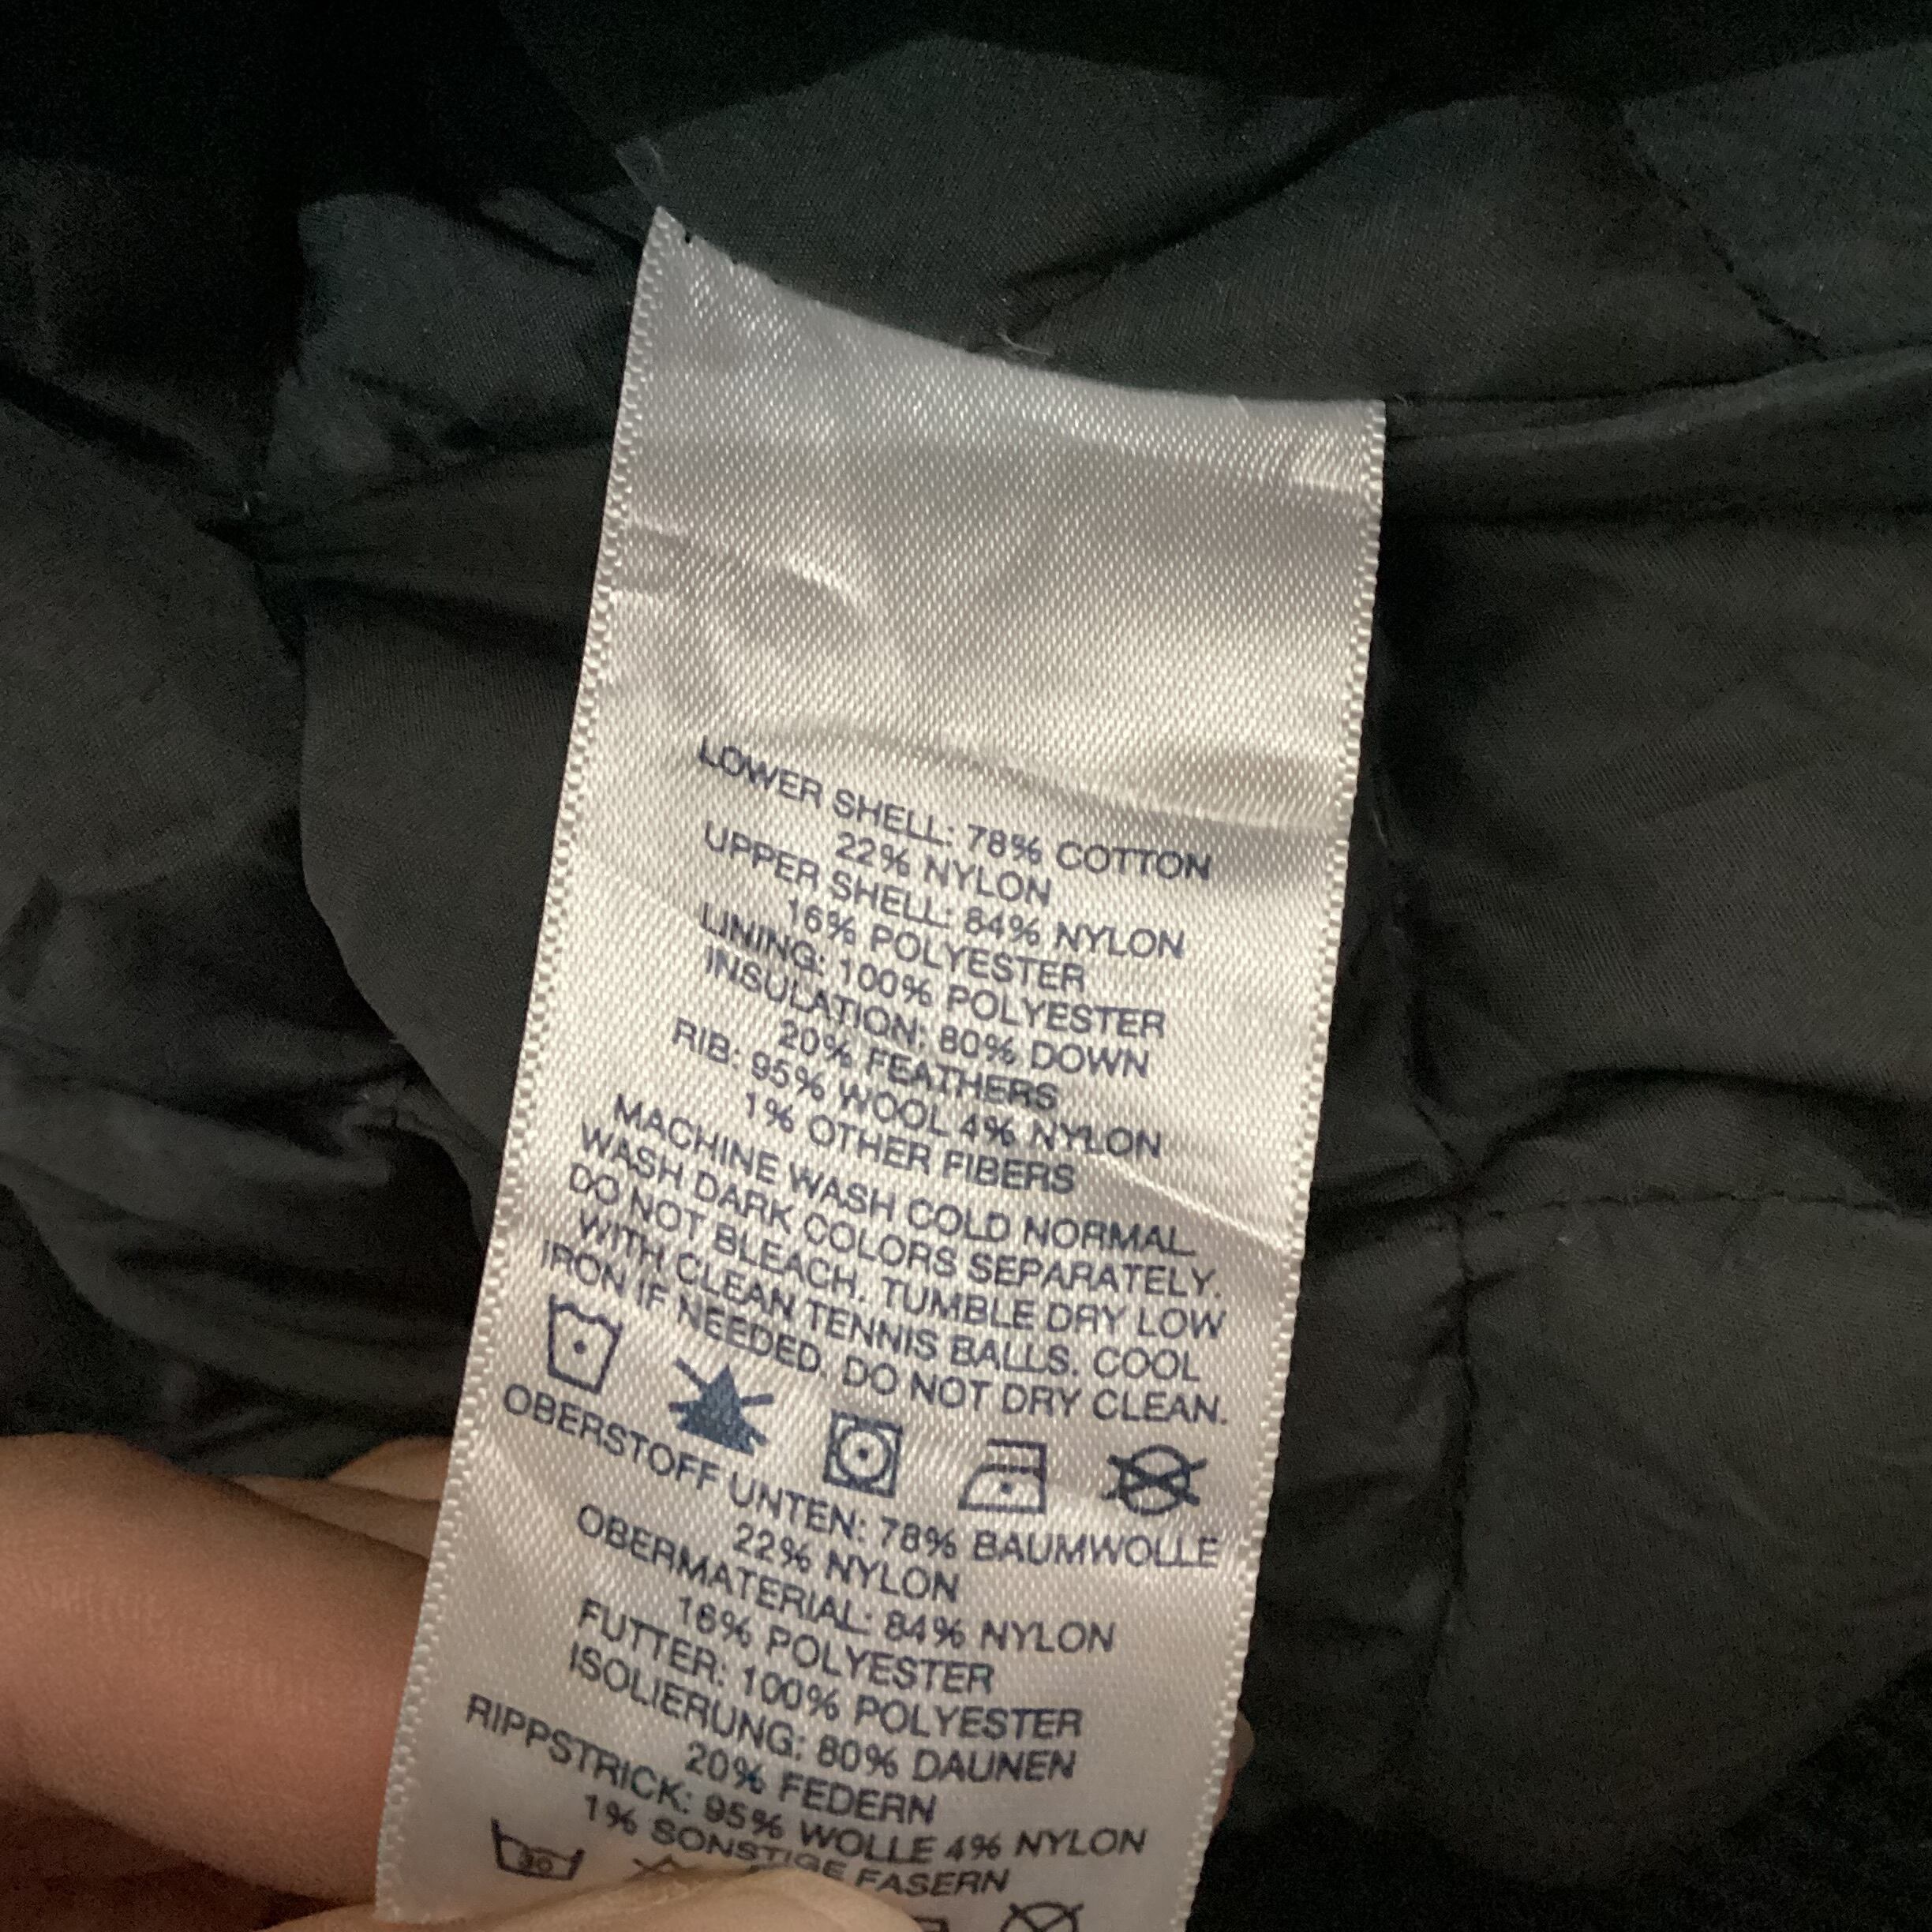 LOWER SHELL: 78% COTTON
22% NYLON
UPPER SHELL: 84% NYLON
16% POLYESTER
LINING: 100% POLYESTER
INSULATION: 80% DOWN
20% FEATHERS
RIB: 95% WOOL 4% NYLON
1% OTHER FIBERS
MACHINE WASH COLD NORMAL
WASH DARK COLORS SEPARATELY.
DO NOT BLEACH. TUMBLE DRY LOW
WITH CLEAN TENNIS BALLS. COOL
IRON IF NEEDED. DO NOT DRY CLEAN.
OBERSTOFF UNTEN: 78% BAUMWOLLE
22% NYLON
OBERMATERIAL: 84% NYLON
16% POLYESTER
FUTTER: 100% POLYESTER
ISOLIERUNG: 80% DAUNEN
20% FEDERN
RIPPSTRICK: 95% WOLLE 4% NYLON
1% SONSTIGE FASERN
30